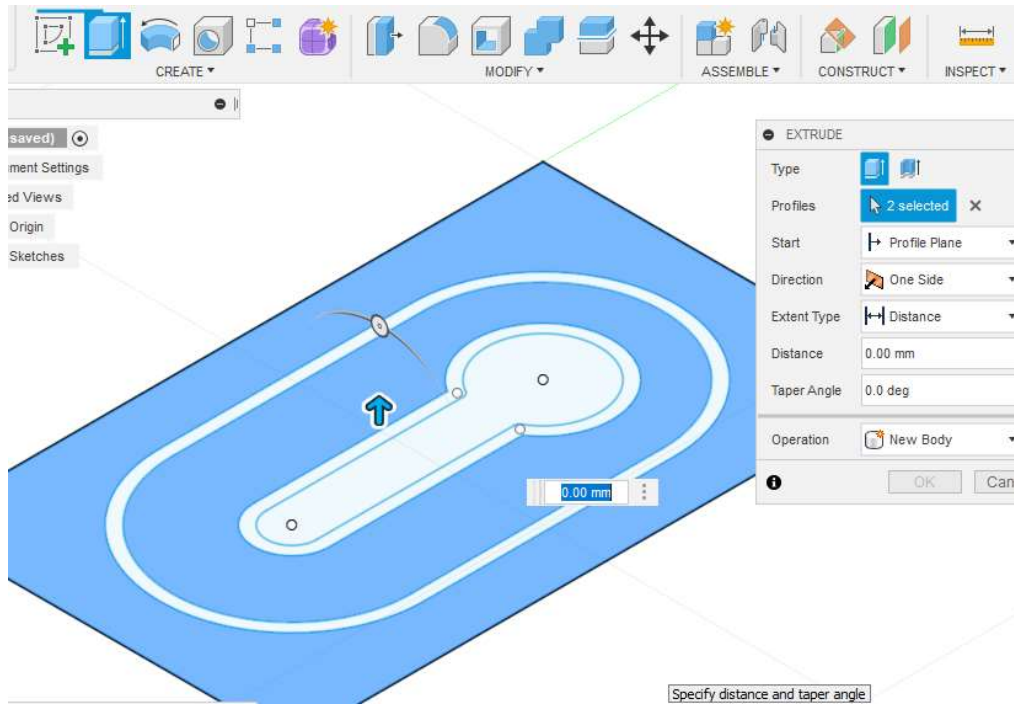 CREATE ▾
MODIFY ▾
ASSEMBLE ▾
CONSTRUCT ▾
INSPECT ▾
saved)
ment Settings
ed Views
Origin
Sketches
EXTRUDE
Type
Profiles 2 selected
Start Profile Plane
Direction One Side
Extent Type Distance
Distance 0.00 mm
Taper Angle 0.0 deg
Operation New Body
OK Can
0.00 mm
Specify distance and taper angle